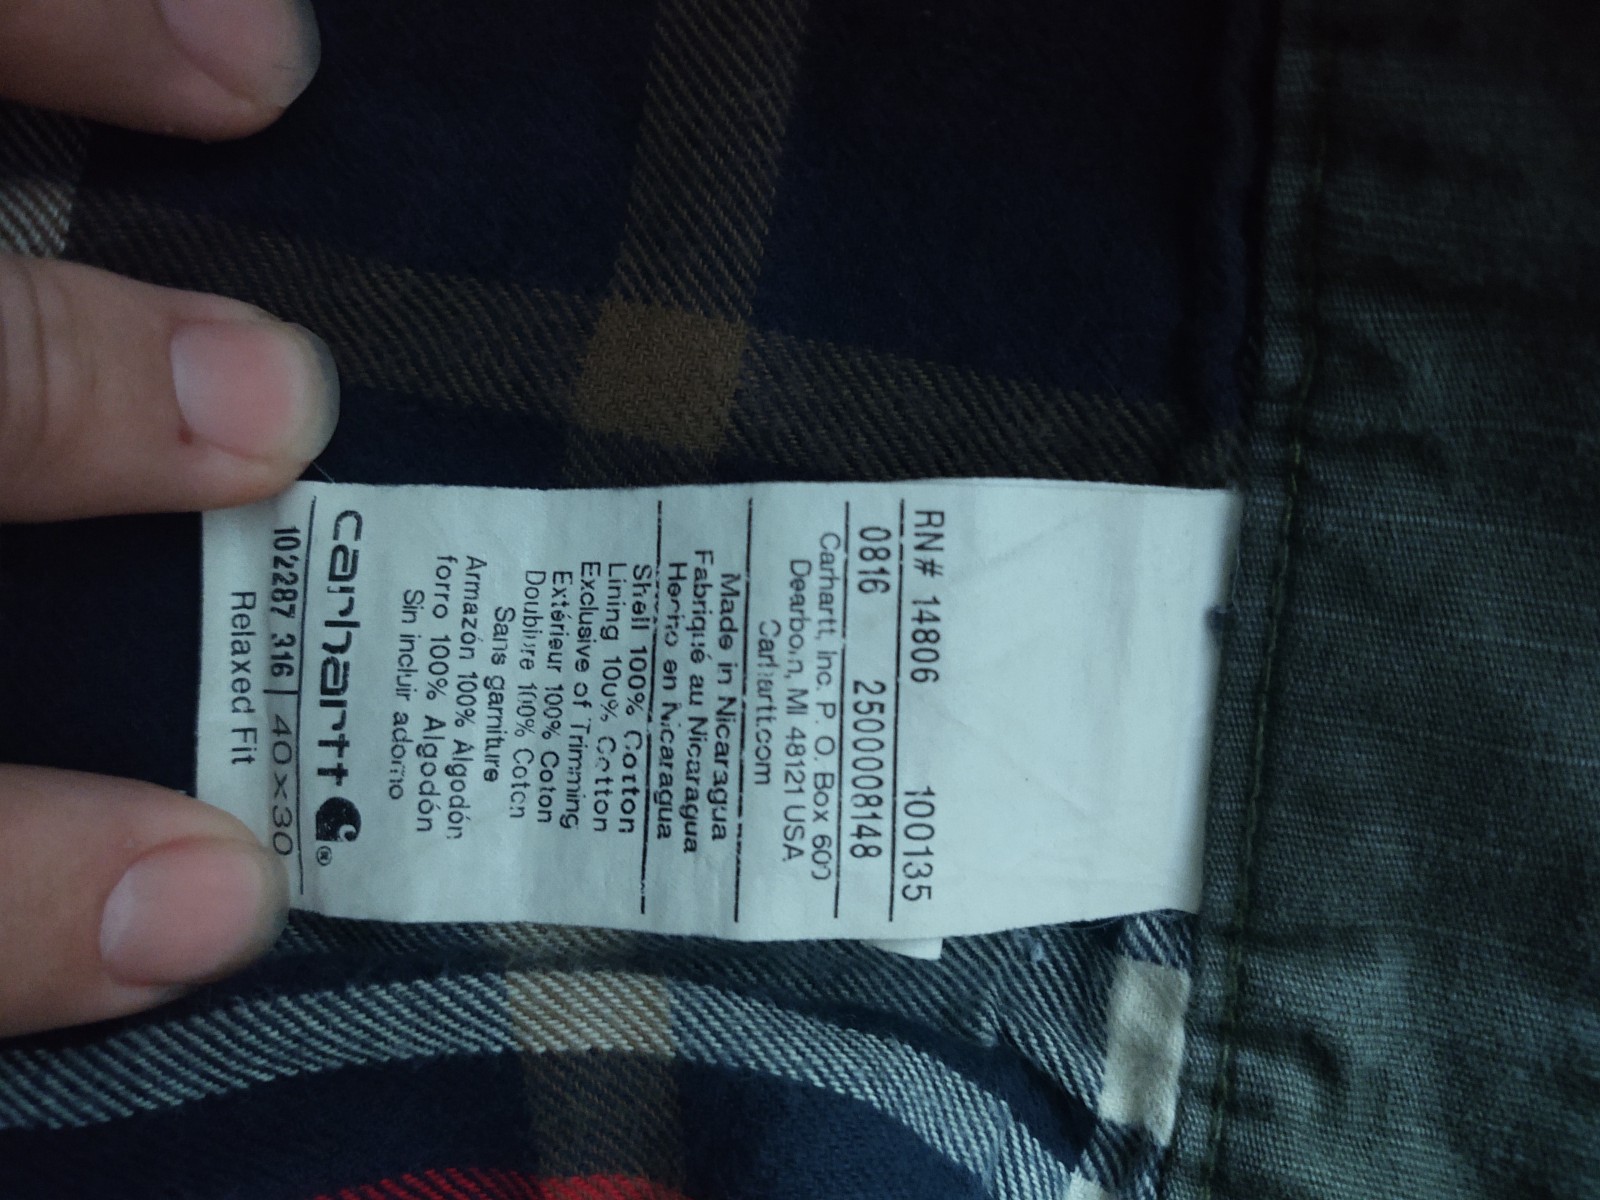 RN# 14806 100135
0816 2500008148
Carhartt, Inc. P. O. Box 600
Dearborn, MI 48121 USA
Carhartt.com
Made in Nicaragua
Fabriqué au Nicaragua
Hecho en Nicaragua
Shell 100% Cotton
Lining 100% Cotton
Exclusive of Trimming
Extérieur 100% Coton
Doublure 100% Coton
Sans garniture
Armazón 100% Algodón
forro 100% Algodón
Sin incluir adorno
carhartt ®
102287 316 | 40x30
Relaxed Fit